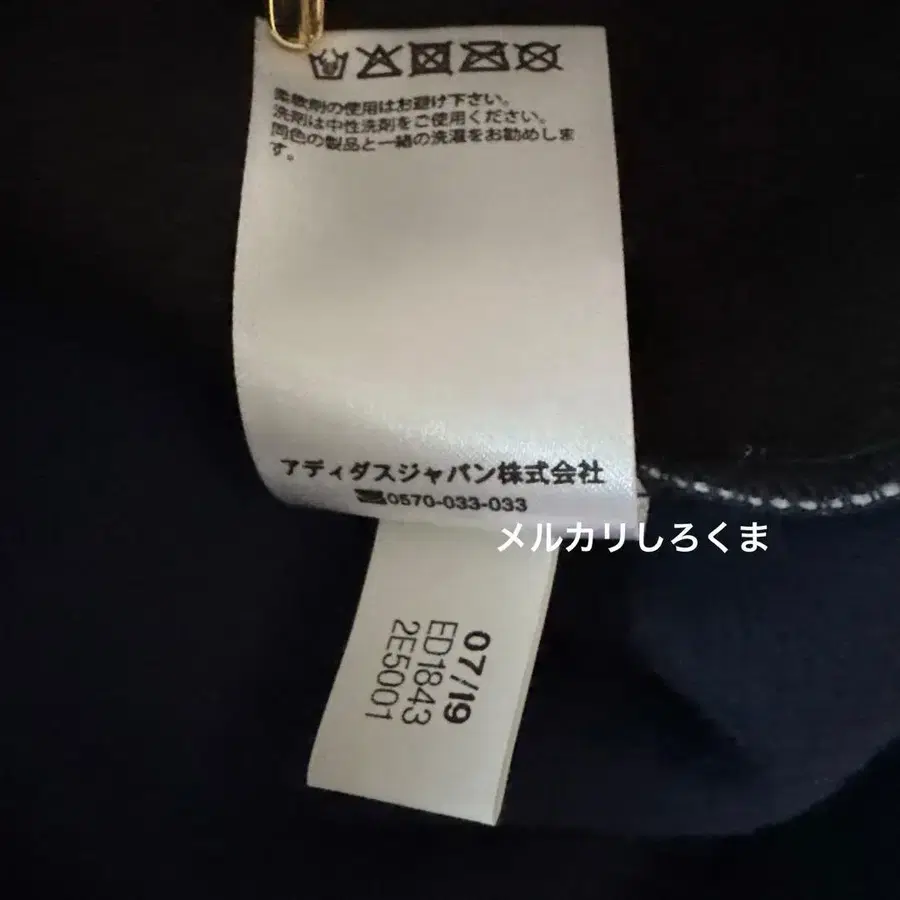 柔軟剤の使用はお避け下さい。
洗剤は中性洗剤をご使用ください。
同色の製品と一緒の洗濯をお勧めしま
す。
アディダスジャパン株式会社
0570-033-033
メルカリしろくま
07/19
ED1843
2E5001